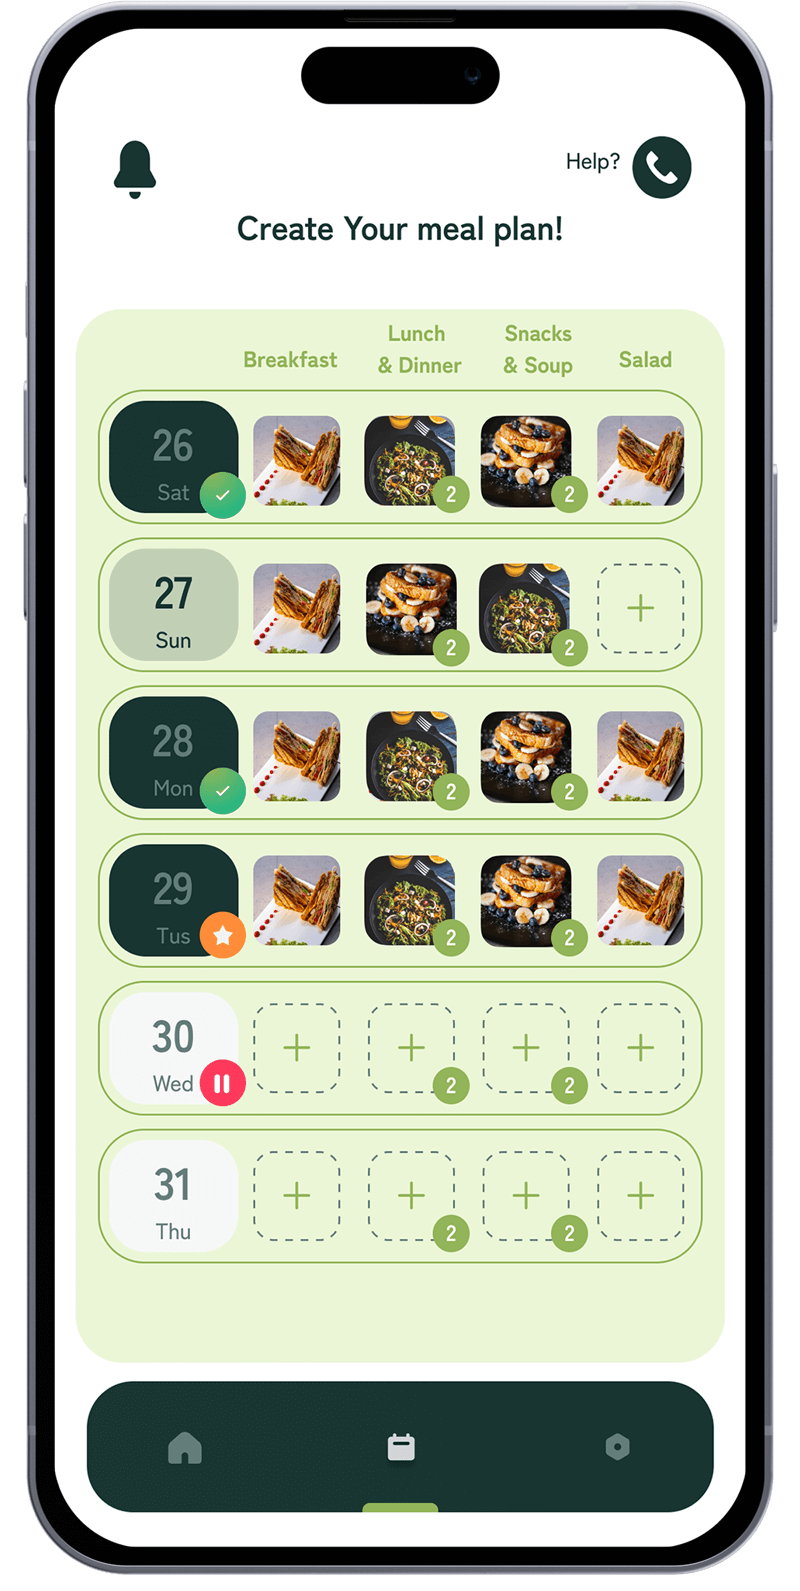 Help?
Create Your meal plan!
Breakfast
Lunch
& Dinner
Snacks
& Soup
Salad
26
Sat
2
2
27
Sun
2
2
28
Mon
2
2
29
Tus
2
2
30
Wed
2
2
31
Thu
2
2